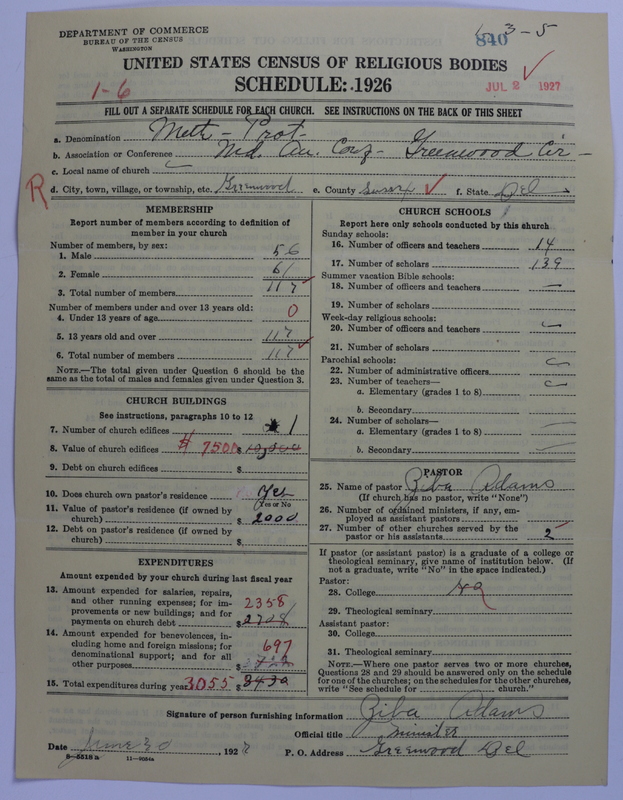 DEPARTMENT OF COMMERCE
BUREAU OF THE CENSUS
WASHINGTON
3-5
840
UNITED STATES CENSUS OF RELIGIOUS BODIES
SCHEDULE: 1926
JUL 2 1927
1-6
FILL OUT A SEPARATE SCHEDULE FOR EACH CHURCH. SEE INSTRUCTIONS ON THE BACK OF THIS SHEET
a. Denomination Meth - Prot-
b. Association or Conference Md. An. Conf - Greenwood Cir -
c. Local name of church
R
d. City, town, village, or township, etc. Greenwood e. County Sussex f. State Del
MEMBERSHIP
Report number of members according to definition of
member in your church
Number of members, by sex:
1. Male 56
2. Female 61
3. Total number of members 117
Number of members under and over 13 years old:
4. Under 13 years of age 0
5. 13 years old and over 117
6. Total number of members 117
NOTE.—The total given under Question 6 should be the
same as the total of males and females given under Question 3.
CHURCH BUILDINGS
See instructions, paragraphs 10 to 12
7. Number of church edifices 1
8. Value of church edifices $ 7500 $
9. Debt on church edifices $
10. Does church own pastor's residence Yes
(Yes or No)
11. Value of pastor's residence (if owned by
church) $ 2000
12. Debt on pastor's residence (if owned by
church) $
EXPENDITURES
Amount expended by your church during last fiscal year
13. Amount expended for salaries, repairs,
and other running expenses; for im-
provements or new buildings; and for
payments on church debt 2358
$ 2708
14. Amount expended for benevolences, in-
cluding home and foreign missions; for
denominational support; and for all
other purposes 697
$
15. Total expenditures during year 3055 $ 3430
CHURCH SCHOOLS
Report here only schools conducted by this church
Sunday schools:
16. Number of officers and teachers 14
17. Number of scholars 139
Summer vacation Bible schools:
18. Number of officers and teachers —
19. Number of scholars
Week-day religious schools:
20. Number of officers and teachers
21. Number of scholars
Parochial schools:
22. Number of administrative officers
23. Number of teachers—
a. Elementary (grades 1 to 8)
b. Secondary
24. Number of scholars—
a. Elementary (grades 1 to 8)
b. Secondary
PASTOR
25. Name of pastor Ziba Adams
(If church has no pastor, write "None")
26. Number of ordained ministers, if any, em-
ployed as assistant pastors
27. Number of other churches served by the
pastor or his assistants 2
If pastor (or assistant pastor) is a graduate of a college or
theological seminary, give name of institution below. (If
not a graduate, write "No" in the space indicated.)
Pastor:
28. College No
29. Theological seminary
Assistant pastor:
30. College
31. Theological seminary
NOTE.—Where one pastor serves two or more churches,
Questions 28 and 29 should be answered only on the schedule
for one of the churches; on the schedules for the other churches,
write "See schedule for church."
Signature of person furnishing information Ziba Adams
Official title minister
Date June 30, 1927 P. O. Address Greenwood Del
8-5518 a 11-9054a